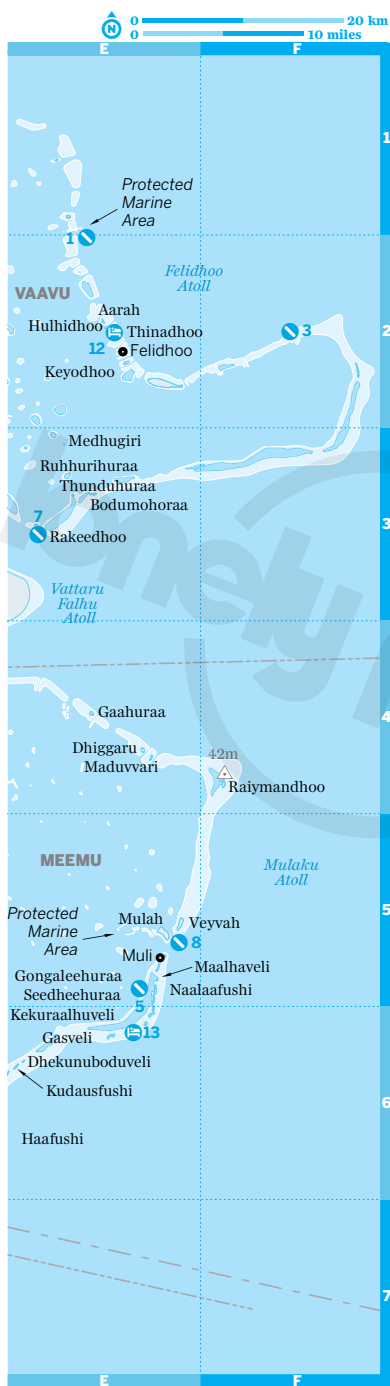 N
0 20 km
0 10 miles
E F
1
Protected
Marine
Area
1
Felidhoo
Atoll
VAAVU
Aarah
Hulhidhoo Thinadhoo
3
2
12 Felidhoo
Keyodhoo
Medhugiri
Ruhhurihuraa
Thunduhuraa
Bodumohoraa
7
3
Rakeedhoo
Vattaru
Falhu
Atoll
lonely p
4
Gaahuraa
Dhiggaru
42m
Maduvvari
Raiymandhoo
MEEMU
Mulaku
Atoll
5
Protected
Marine
Area
Mulah
Veyvah
8
Muli
Maalhaveli
Gongaleehuraa
Naalaafushi
Seedheehuraa
5
Kekuraalhuveli
Gasveli
13
Dhekunuboduveli
Kudausfushi
6
Haafushi
7
E F